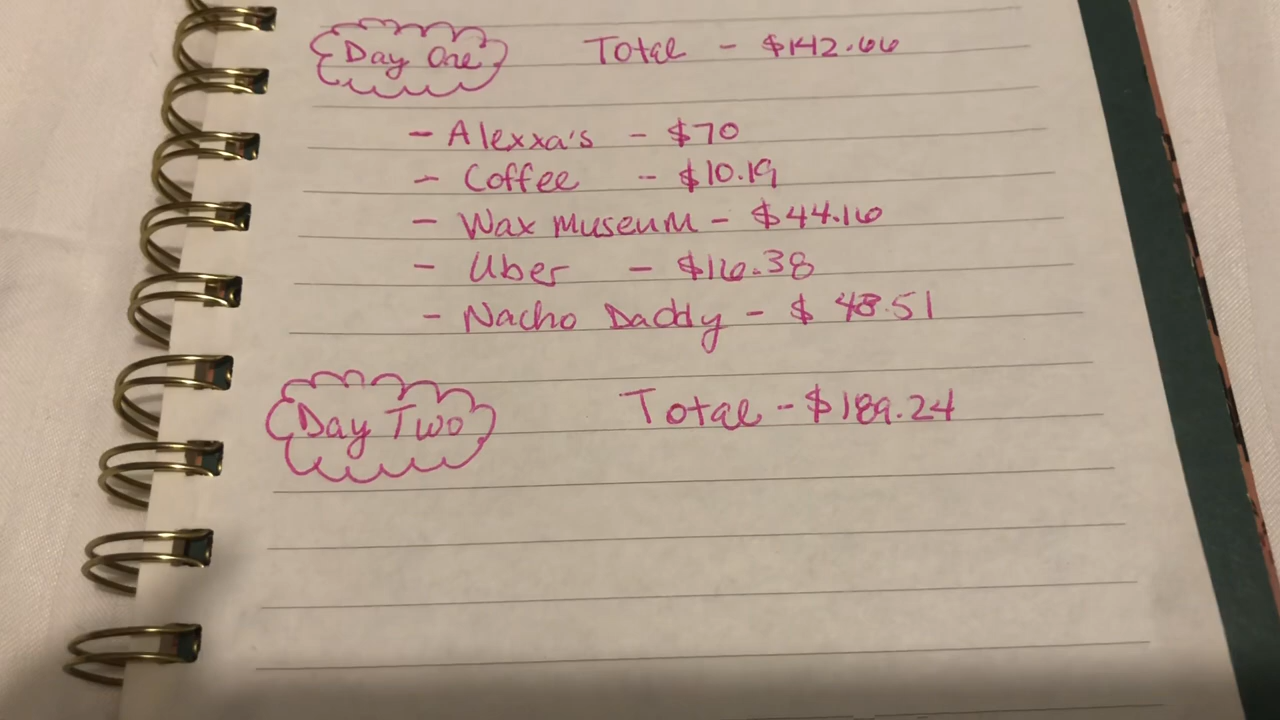 Day One Total - $142.66
- Alexxa's - $70
- Coffee - $10.19
- Wax Museum - $44.16
- Uber - $16.38
- Nacho Daddy - $ 48.51
Day Two Total - $189.24